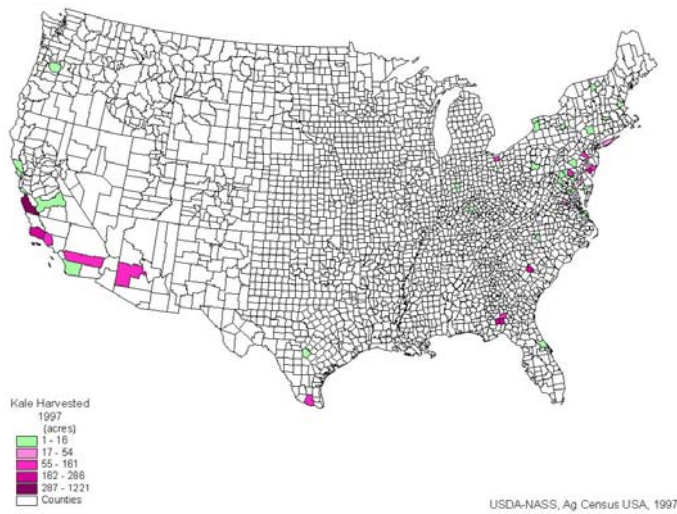 Kale Harvested
1997
(acres)
1 - 16
17 - 54
55 - 161
162 - 286
287 - 1221
Counties
USDA-NASS, Ag Census USA, 1997